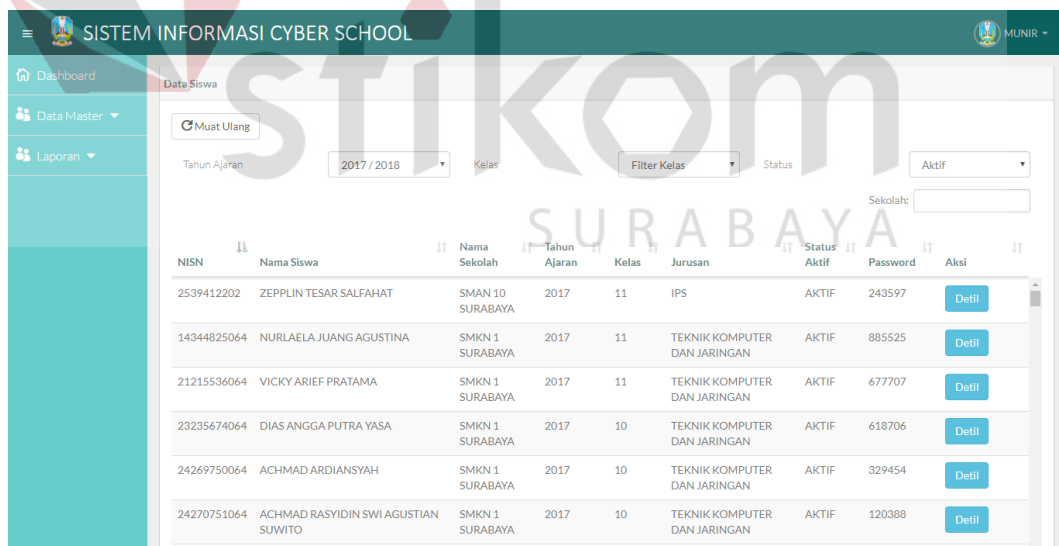 SISTEM INFORMASI CYBER SCHOOL
MUNIR
Dashboard
Data Master
Laporan
Data Siswa
Muat Ulang
Tahun Ajaran 2017 / 2018 Kelas Filter Kelas Status Aktif
Sekolah:
stikom
SURABAYA
NISN Nama Siswa Nama Sekolah Tahun Ajaran Kelas Jurusan Status Aktif Password Aksi
2539412202 ZEPPLIN TESAR SALFAHAT SMAN 10 2017 11 IPS AKTIF 243597 Detil
SURABAYA
14344825064 NURLAELA JUANG AGUSTINA SMKN 1 2017 11 TEKNIK KOMPUTER AKTIF 885525 Detil
SURABAYA DAN JARINGAN
21215536064 VICKY ARIEF PRATAMA SMKN 1 2017 11 TEKNIK KOMPUTER AKTIF 677707 Detil
SURABAYA DAN JARINGAN
23235674064 DIAS ANGGA PUTRA YASA SMKN 1 2017 10 TEKNIK KOMPUTER AKTIF 618706 Detil
SURABAYA DAN JARINGAN
24269750064 ACHMAD ARDIANSYAH SMKN 1 2017 10 TEKNIK KOMPUTER AKTIF 329454 Detil
SURABAYA DAN JARINGAN
24270751064 ACHMAD RASYIDIN SWI AGUSTIAN SMKN 1 2017 10 TEKNIK KOMPUTER AKTIF 120388 Detil
SUWITO SURABAYA DAN JARINGAN